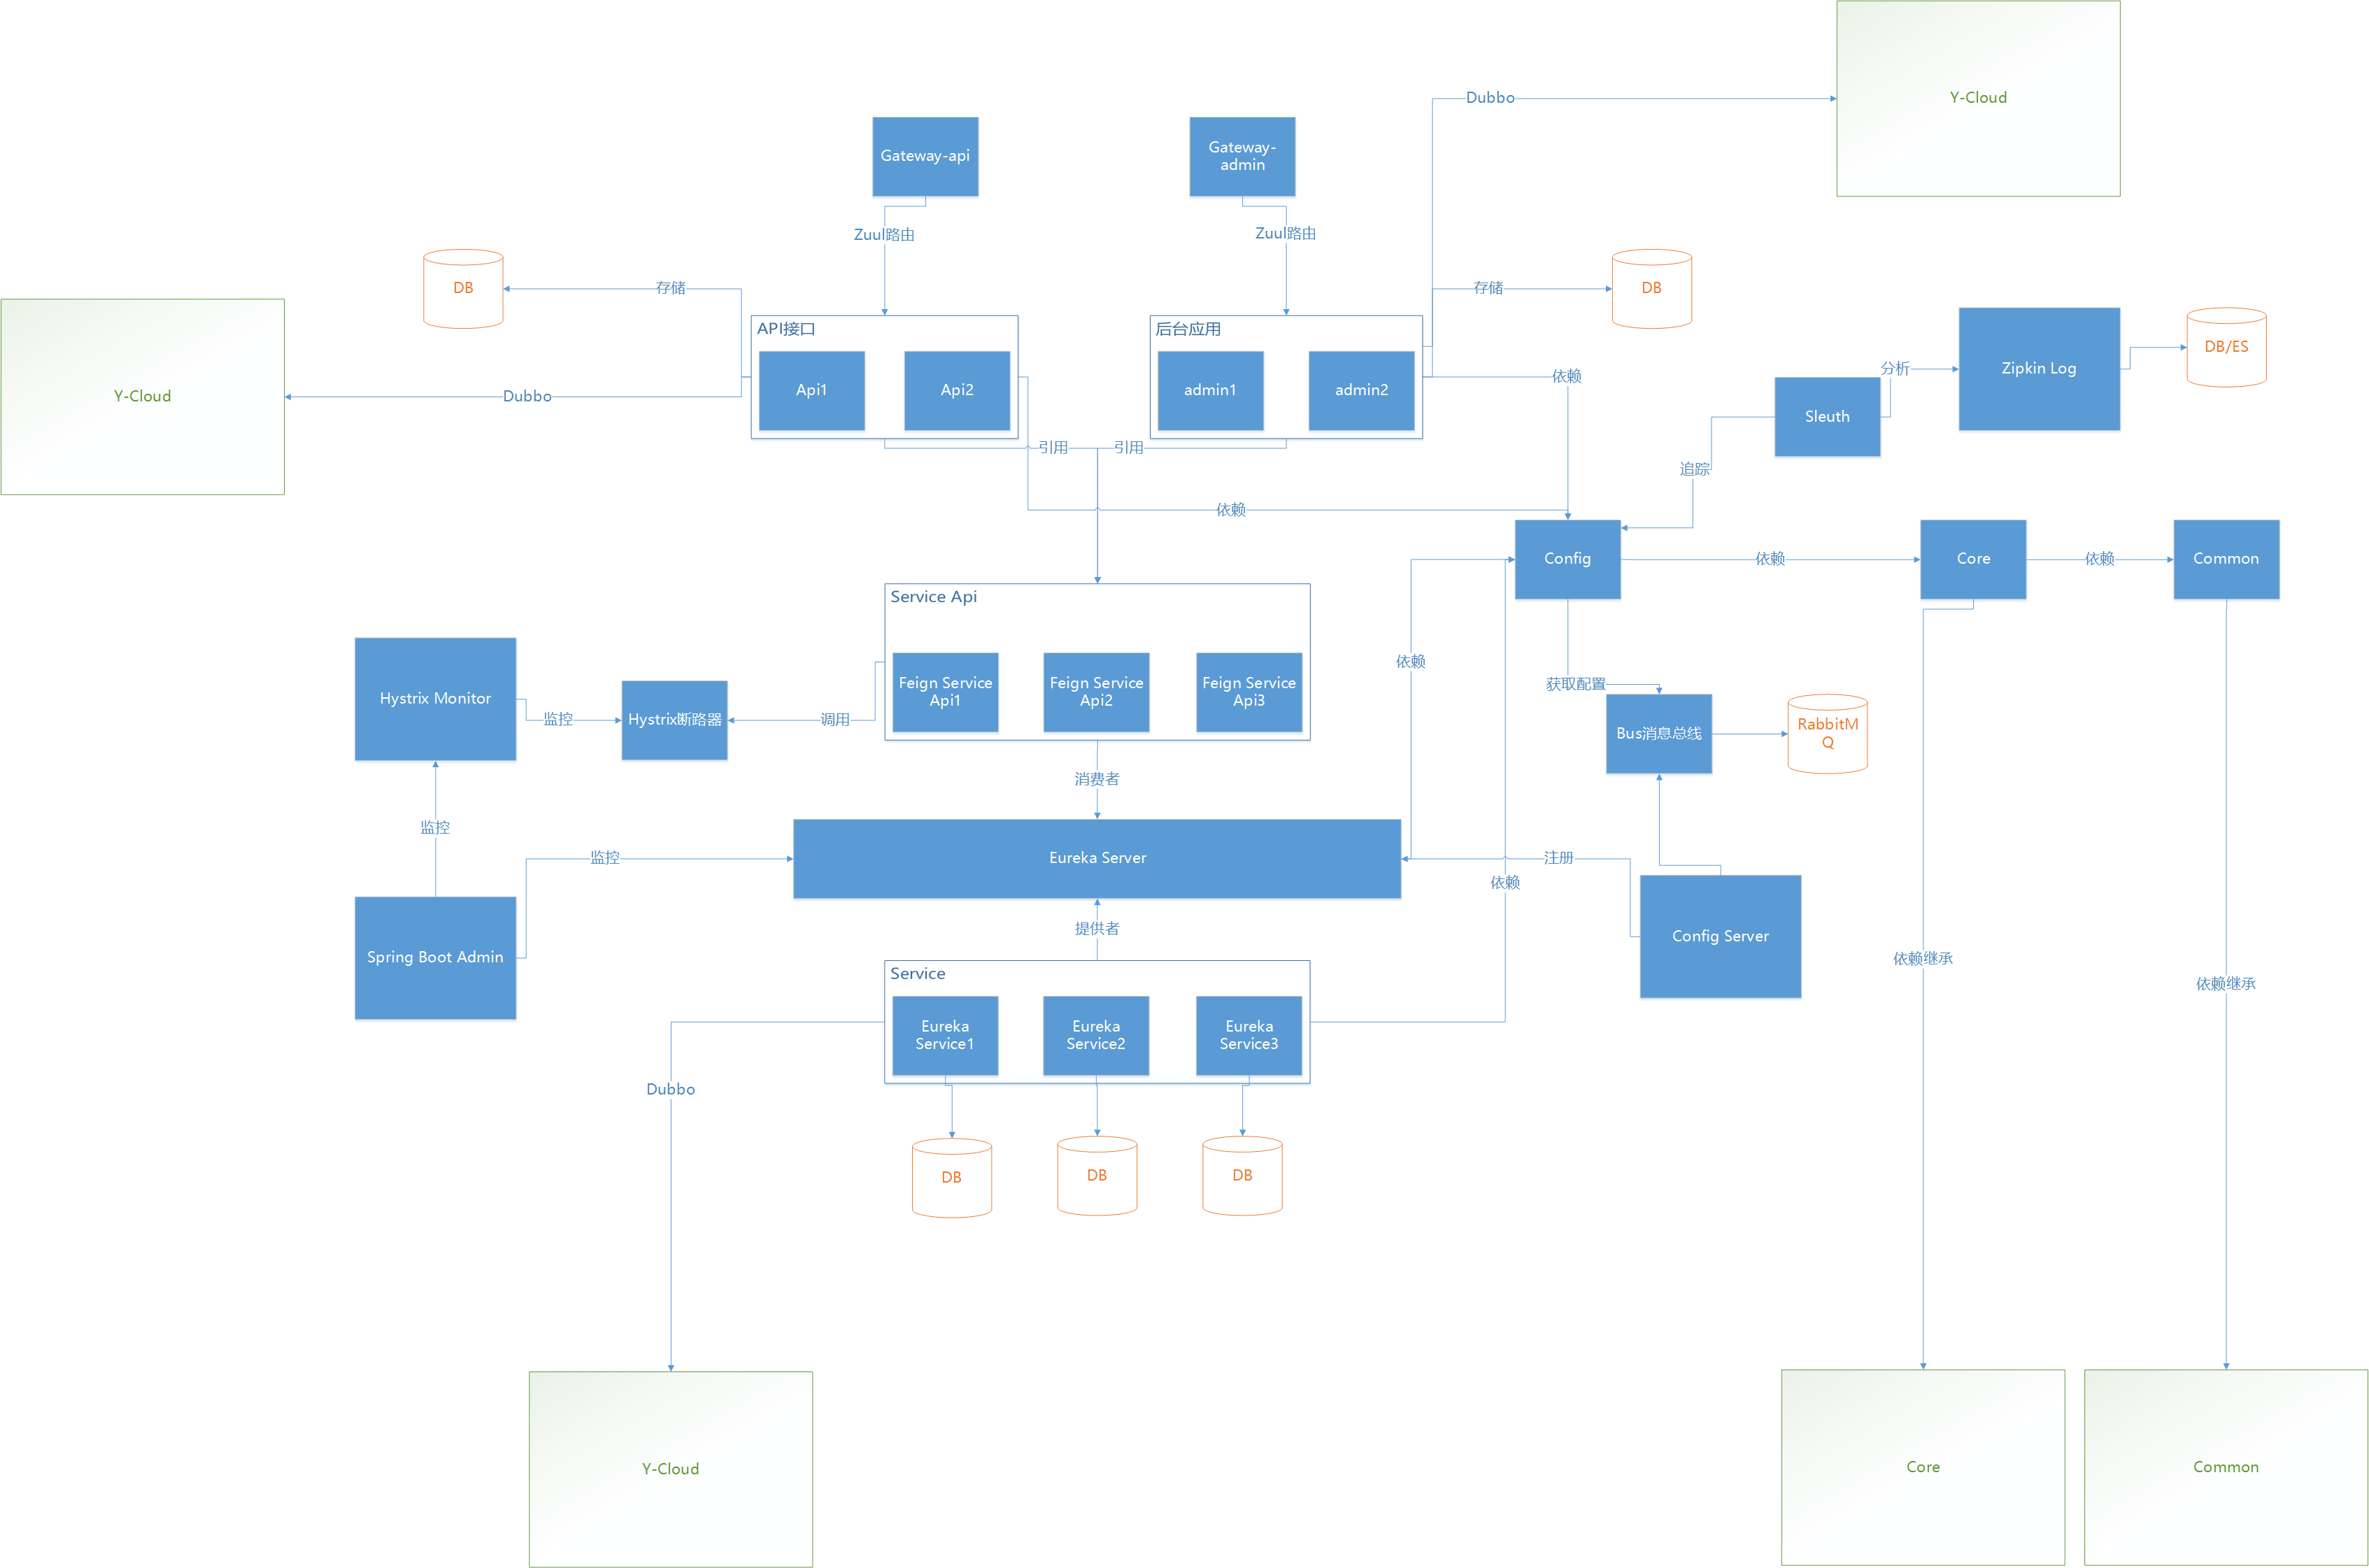 Y-Cloud
Dubbo
Gateway-api
Gateway-
admin
Zuul路由
Zuul路由
DB
存储
存储
DB
API接口
Api1
Api2
后台应用
admin1
admin2
Y-Cloud
Dubbo
依赖
分析
Zipkin Log
DB/ES
Sleuth
引用
引用
追踪
依赖
Config
依赖
Core
依赖
Common
Service Api
Feign Service
Api1
Feign Service
Api2
Feign Service
Api3
依赖
Hystrix Monitor
监控
Hystrix断路器
调用
获取配置
Bus消息总线
RabbitM
Q
消费者
监控
监控
Eureka Server
注册
依赖
提供者
Spring Boot Admin
Config Server
依赖继承
依赖继承
Service
Eureka
Service1
Eureka
Service2
Eureka
Service3
Dubbo
DB
DB
DB
Y-Cloud
Core
Common